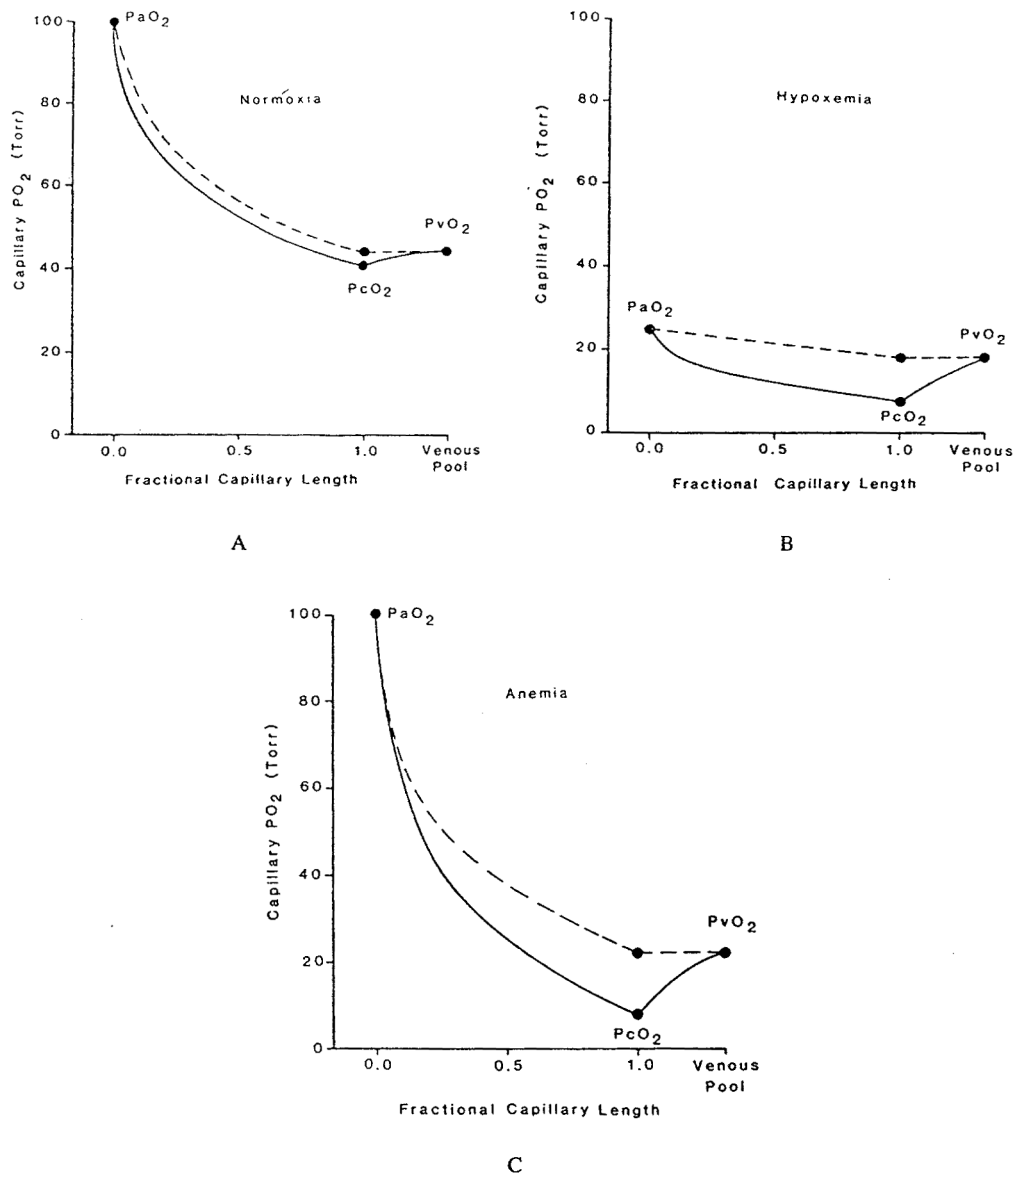 100
PaO2
80
Normoxia
60
PvO2
40
PcO2
20
0
0.0
0.5
1.0
Venous
Pool
Fractional Capillary Length
Capillary PO2 (Torr)
A
100
80
Hypoxemia
60
40
PaO2
PvO2
20
PcO2
0
0.0
0.5
1.0
Venous
Pool
Fractional Capillary Length
Capillary PO2 (Torr)
B
100
PaO2
80
Anemia
60
40
PvO2
20
PcO2
0
0.0
0.5
1.0
Venous
Pool
Fractional Capillary Length
Capillary PO2 (Torr)
C